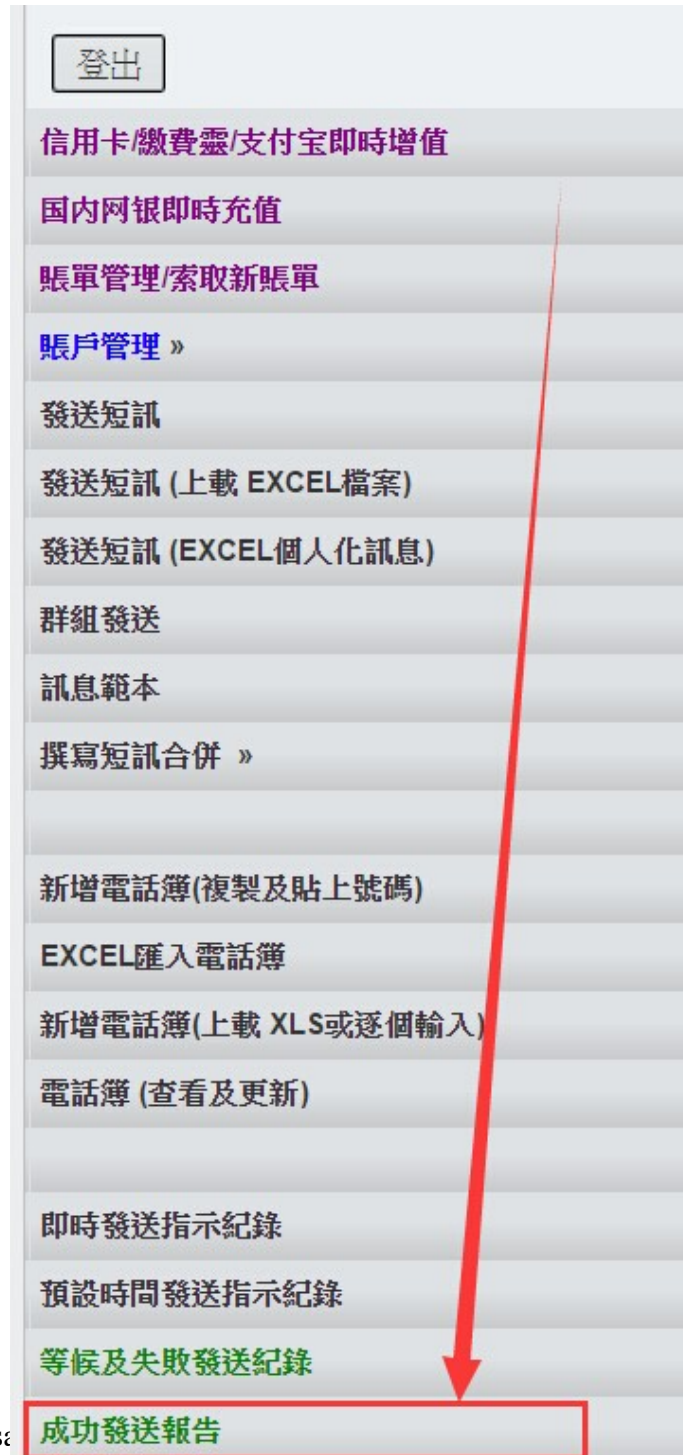 登出
信用卡/繳費靈/支付宝即時增值
国内网银即時充值
賬單管理/索取新賬單
賬戶管理 »
發送短訊
發送短訊 (上載 EXCEL檔案)
發送短訊 (EXCEL個人化訊息)
群組發送
訊息範本
撰寫短訊合併 »
新增電話簿(複製及貼上號碼)
EXCEL匯入電話簿
新增電話簿(上載 XLS或逐個輸入)
電話簿 (查看及更新)
即時發送指示紀錄
預設時間發送指示紀錄
等候及失敗發送紀錄
成功發送報告